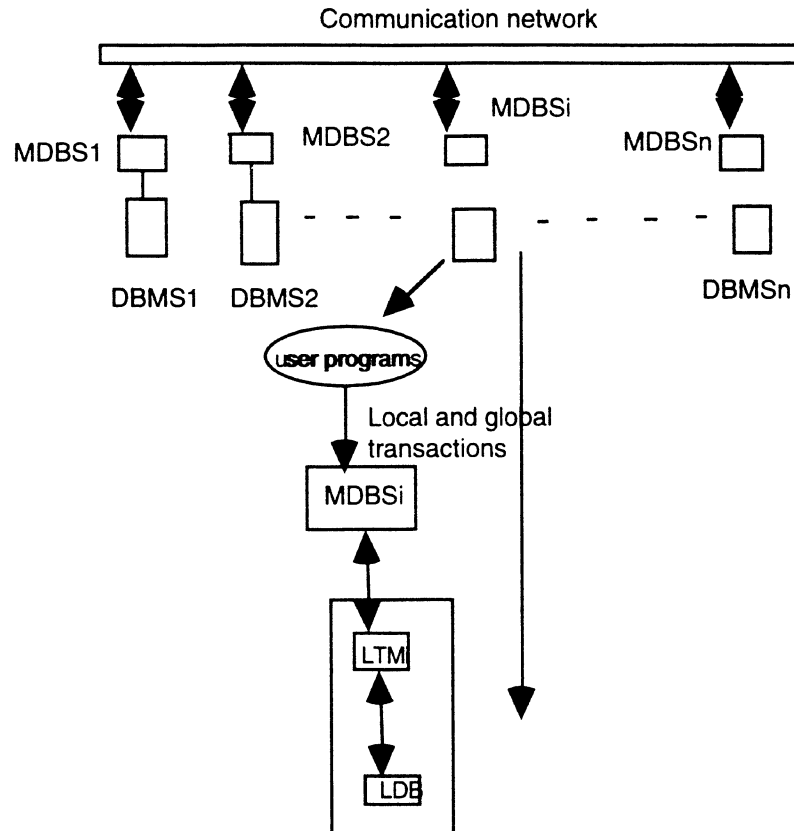 Communication network
MDBSi
MDBS1
MDBS2
MDBSn
DBMS1
DBMS2
DBMSn
user programs
Local and global
transactions
MDBSi
LTMi
LDB